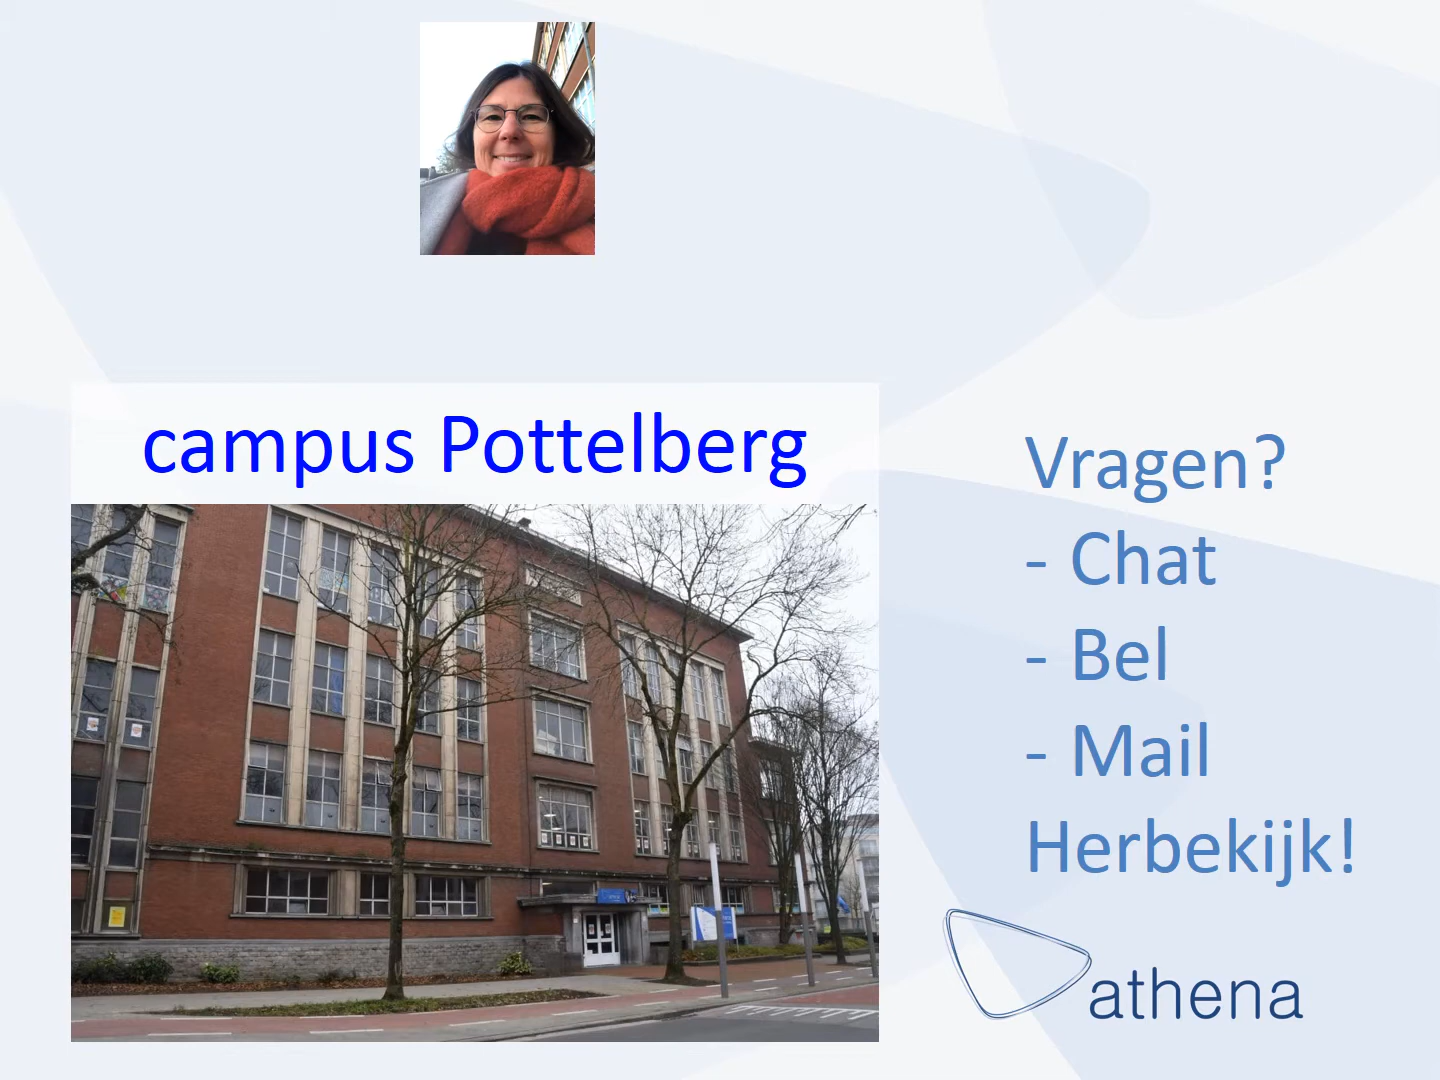 campus Pottelberg
Vragen?
- Chat
- Bel
- Mail
Herbekijk!
athena